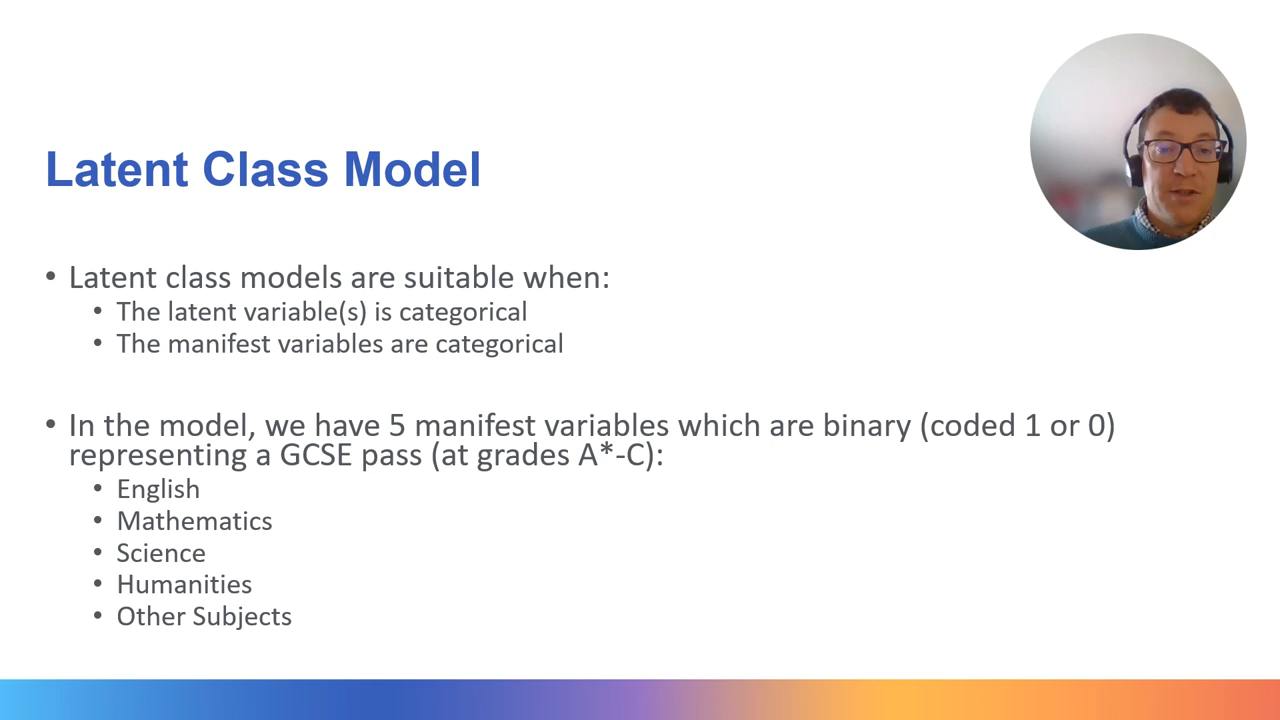 Latent Class Model
• Latent class models are suitable when:
• The latent variable(s) is categorical
• The manifest variables are categorical
• In the model, we have 5 manifest variables which are binary (coded 1 or 0)
representing a GCSE pass (at grades A*-C):
• English
• Mathematics
• Science
• Humanities
• Other Subjects